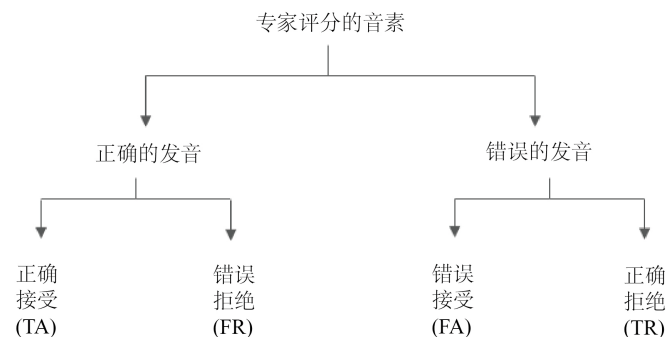 专家评分的音素
正确的发音
错误的发音
正确
接受
(TA)
错误
拒绝
(FR)
错误
接受
(FA)
正确
拒绝
(TR)